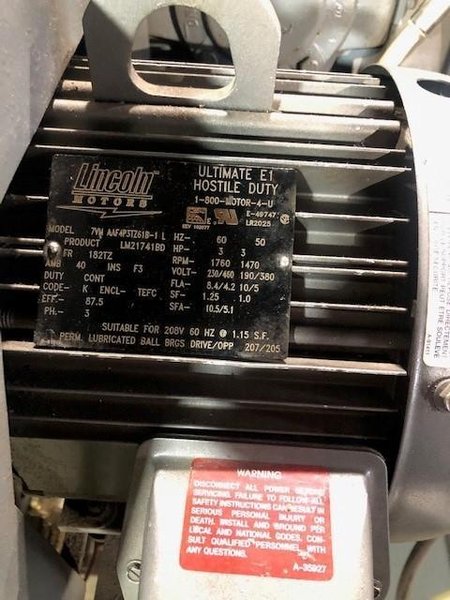 Lincoln
MOTORS
ULTIMATE E1
HOSTILE DUTY
1-800-MOTOR-4-U
E-49747
LR2025
MODEL AAF4P3TZ61B-1 L
PRODUCT LM21741BD
FR 182TZ
AMB 40 INS F3
DUTY CONT
CODE- K ENCL- TEFC
EFF- 87.5
PH- 3
HZ- 60 50
HP- 3 3
RPM- 1760 1470
VOLT- 230/460 190/380
FLA- 8.4/4.2 10/5
SF- 1.25 1.0
SFA- 10.5/5.1
SUITABLE FOR 208V 60 HZ @ 1.15 S.F.
PERM. LUBRICATED BALL BRGS DRIVE/OPP 207/205
WARNING
DISCONNECT ALL POWER BEFORE
SERVICING. FAILURE TO FOLLOW ALL
SAFETY INSTRUCTIONS CAN RESULT IN
SERIOUS PERSONAL INJURY OR
DEATH. INSTALL AND GROUND PER
LOCAL AND NATIONAL CODES. CON-
SULT QUALIFIED PERSONNEL WITH
ANY QUESTIONS.
A-35927